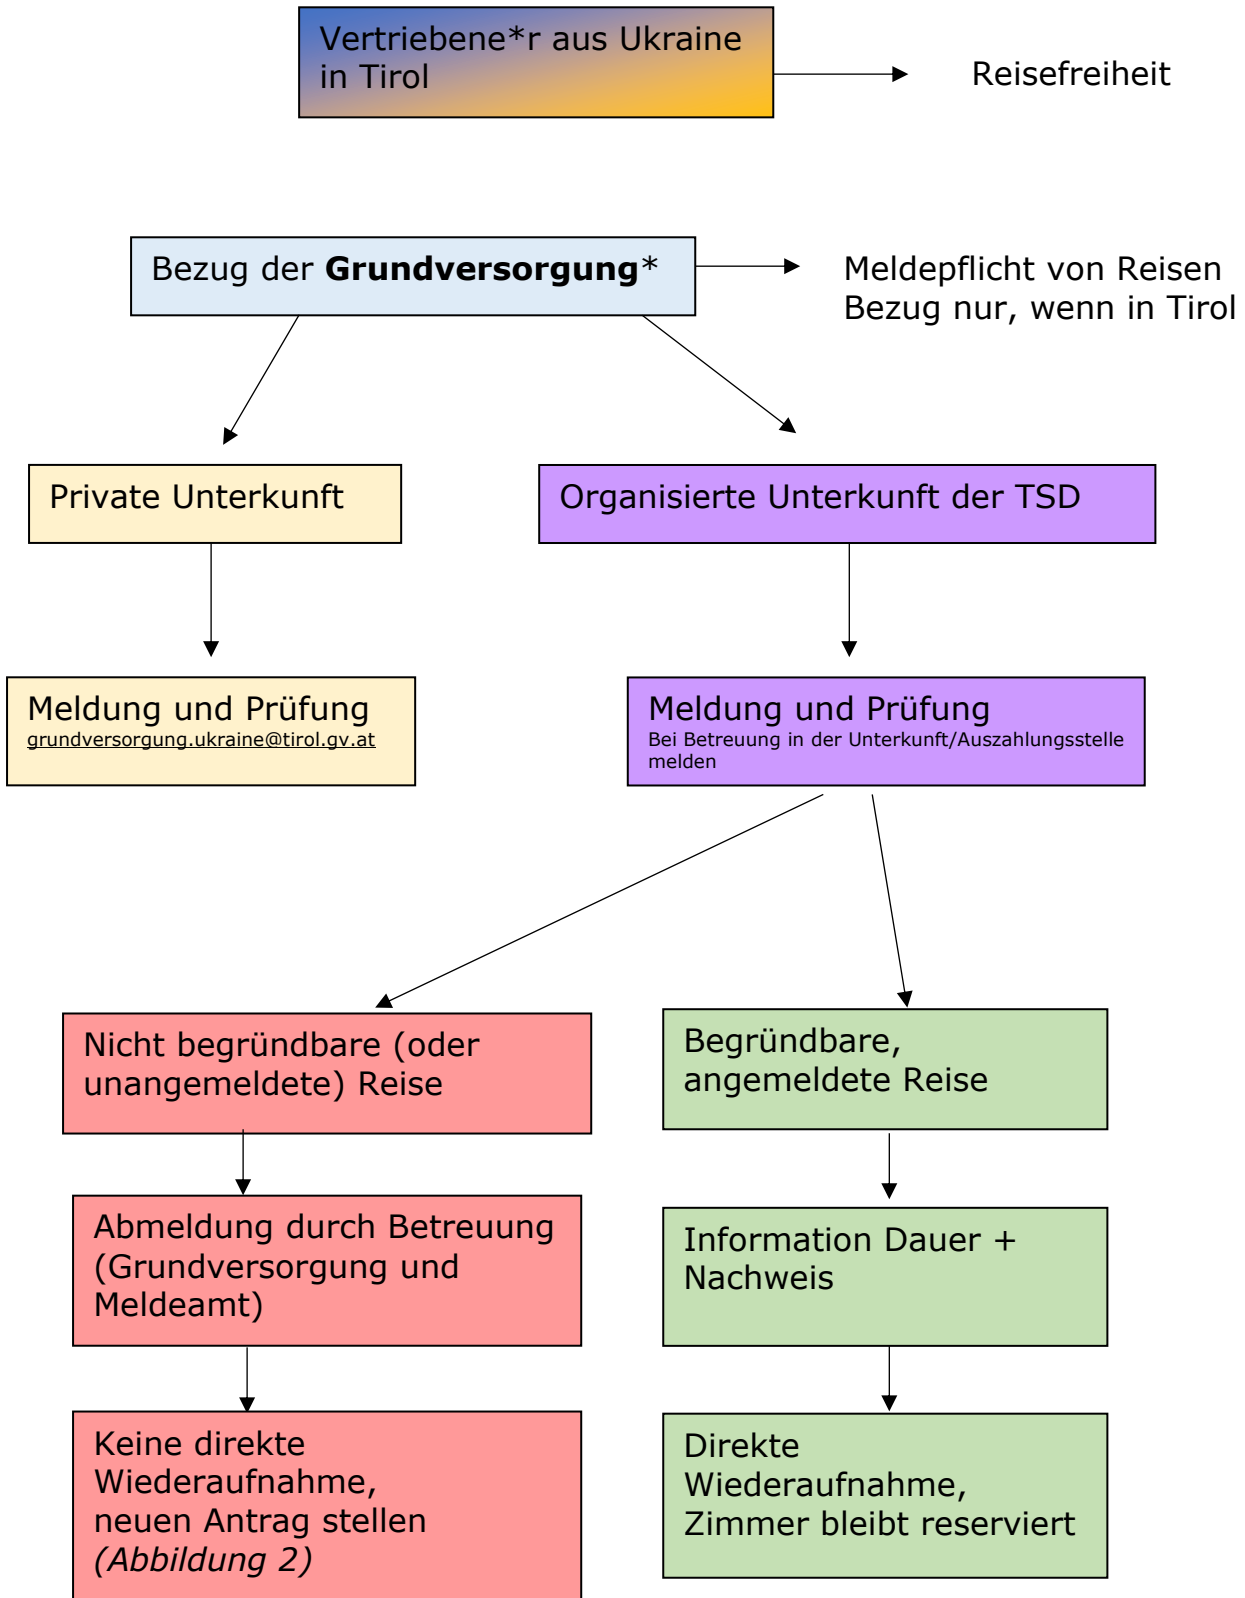 Vertriebene*r aus Ukraine
in Tirol
Reisefreiheit
Bezug der Grundversorgung*
Meldepflicht von Reisen
Bezug nur, wenn in Tirol
Private Unterkunft
Organisierte Unterkunft der TSD
Meldung und Prüfung
grundversorgung.ukraine@tirol.gv.at
Meldung und Prüfung
Bei Betreuung in der Unterkunft/Auszahlungsstelle
melden
Nicht begründbare (oder
unangemeldete) Reise
Begründbare,
angemeldete Reise
Abmeldung durch Betreuung
(Grundversorgung und
Meldeamt)
Information Dauer +
Nachweis
Keine direkte
Wiederaufnahme,
neuen Antrag stellen
(Abbildung 2)
Direkte
Wiederaufnahme,
Zimmer bleibt reserviert